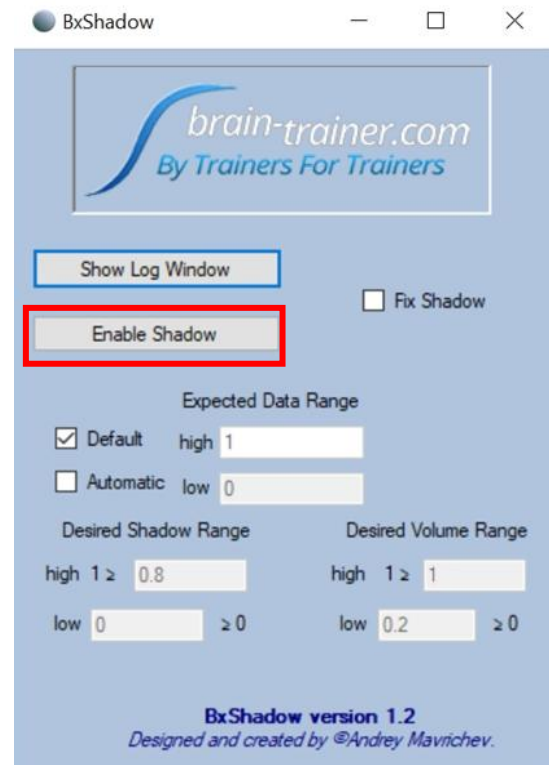 BxShadow
brain-trainer.com
By Trainers For Trainers
Show Log Window
Fix Shadow
Enable Shadow
Expected Data Range
Default high 1
Automatic low 0
Desired Shadow Range Desired Volume Range
high 1 ≥ 0.8 high 1 ≥ 1
low 0 ≥ 0 low 0.2 ≥ 0
BxShadow version 1.2
Designed and created by ©Andrey Mavrichev.